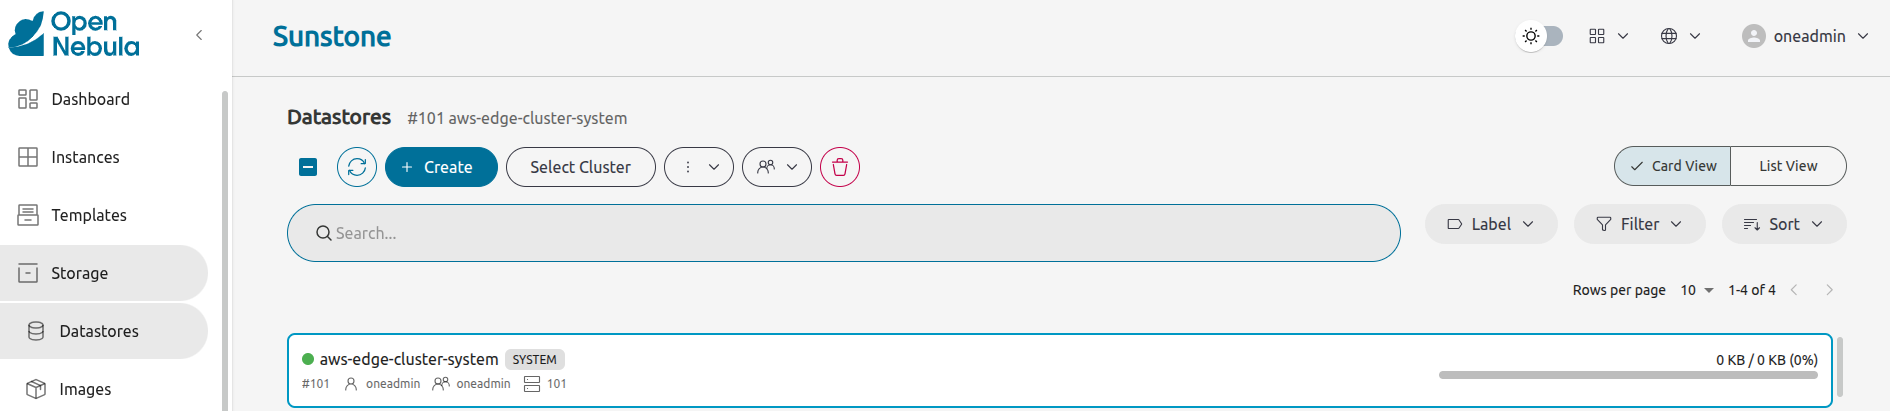 Open
Nebula
Dashboard
Instances
Templates
Storage
Datastores
Images
Sunstone
oneadmin
Datastores #101 aws-edge-cluster-system
+ Create Select Cluster Card View List View
Search... Label Filter Sort
Rows per page 10 1-4 of 4
aws-edge-cluster-system SYSTEM 0 KB / 0 KB (0%)
#101 oneadmin oneadmin 101